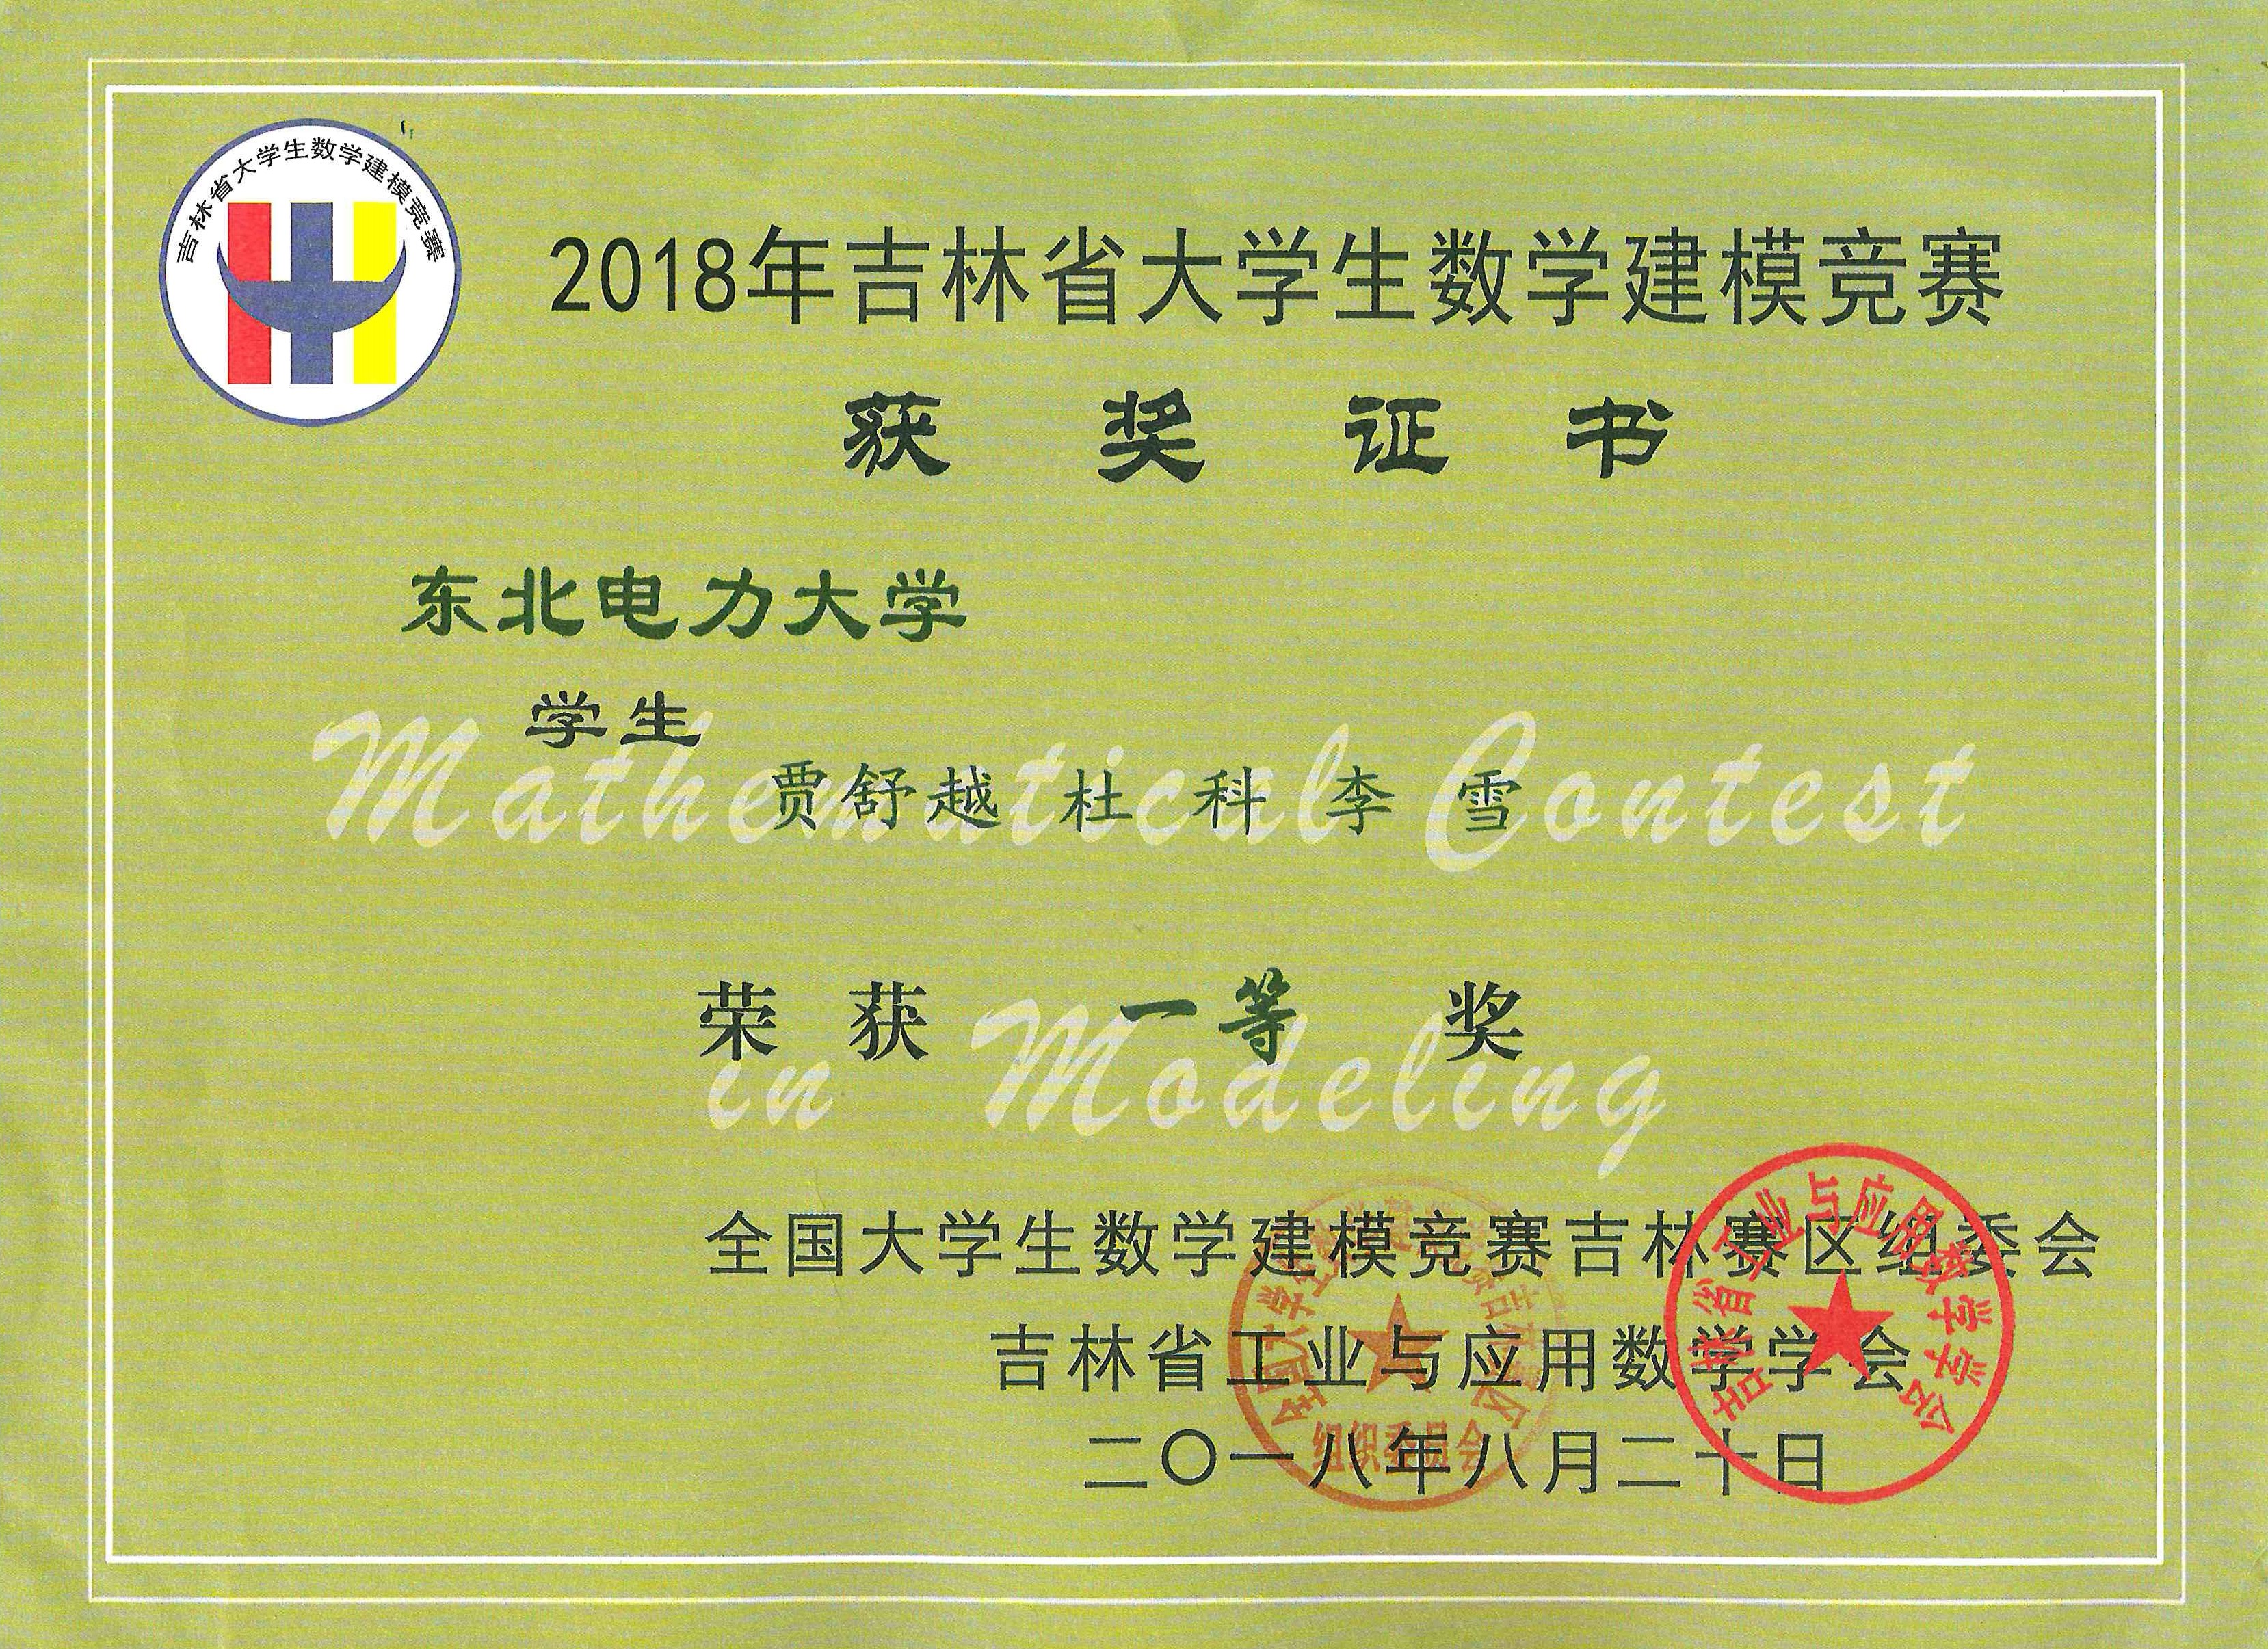 吉林省大学生数学建模竞赛
2018年吉林省大学生数学建模竞赛
获 奖 证 书
东北电力大学
学生
Mathematical Contest
贾舒越 杜 科 李 雪
荣 获 一等 奖
in Modeling
全国大学生数学建模竞赛吉林赛区组委会
吉林省工业与应用数学学会
二〇一八年八月二十日
全国大学生数学建模竞赛吉林赛区
组织委员会
吉林省工业与应用数学学会